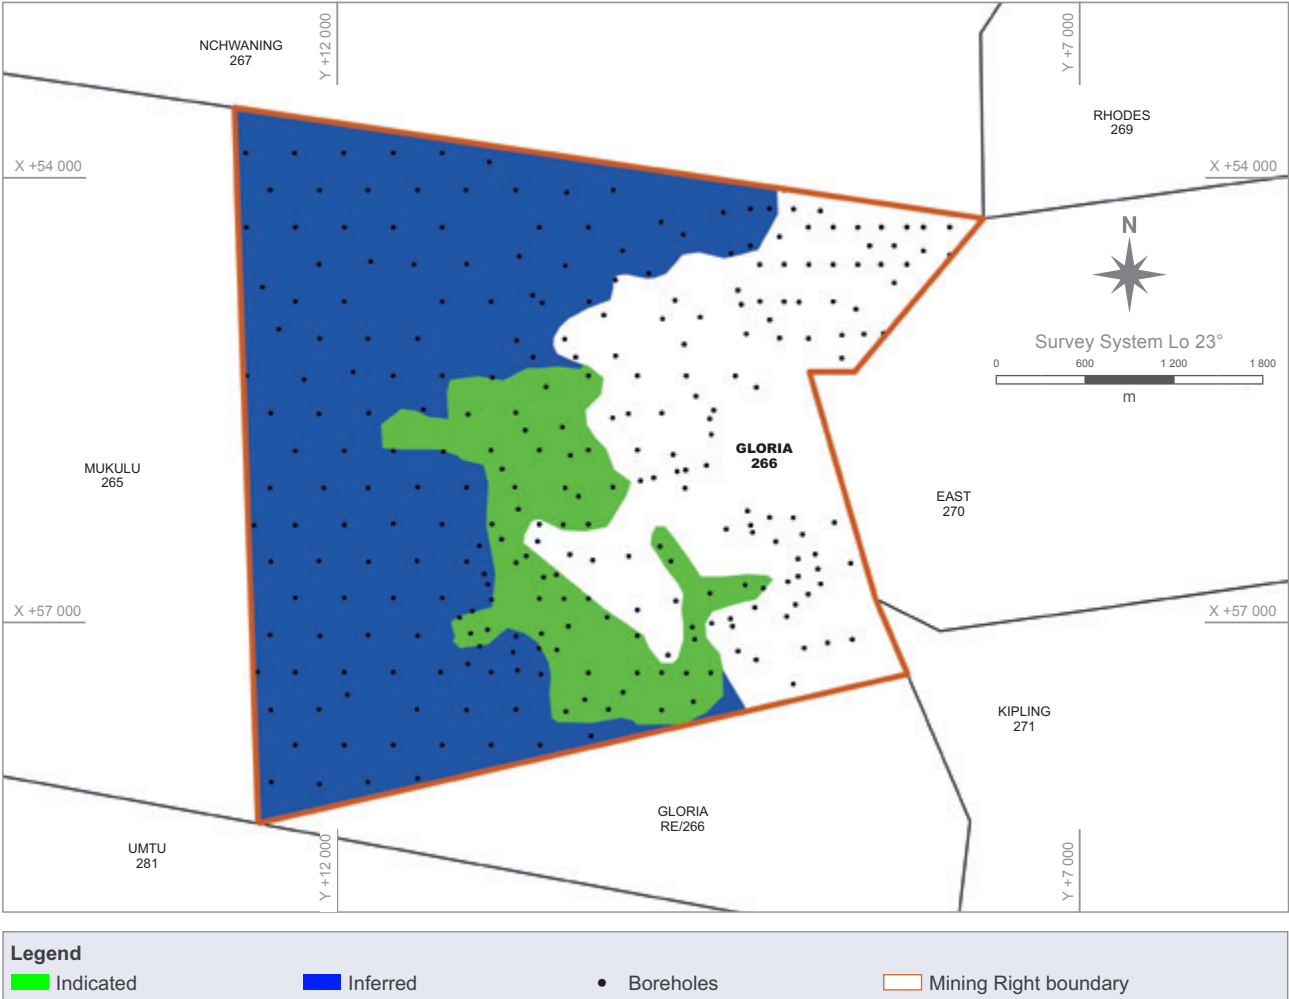 NCHWANING
267
Y +12 000
Y +7 000
RHODES
269
X +54 000
X +54 000
N
Survey System Lo 23°
0 600 1 200 1 800
m
GLORIA
266
MUKULU
265
EAST
270
X +57 000
X +57 000
KIPLING
271
GLORIA
RE/266
UMTU
281
Y +12 000
Y +7 000
Legend
Indicated
Inferred
Boreholes
Mining Right boundary